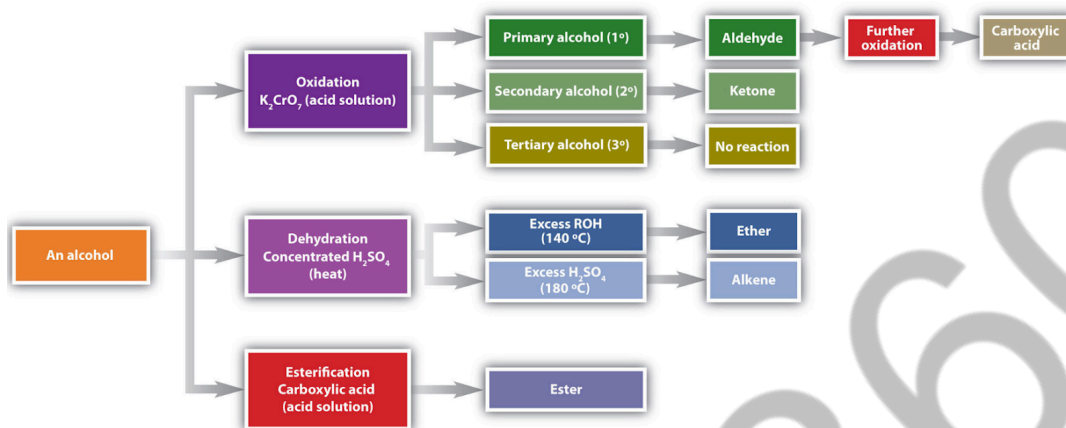 Primary alcohol (1º)
Aldehyde
Further
oxidation
Carboxylic
acid
Oxidation
K₂CrO₇ (acid solution)
Secondary alcohol (2º)
Ketone
Tertiary alcohol (3º)
No reaction
An alcohol
Dehydration
Concentrated H₂SO₄
(heat)
Excess ROH
(140 ºC)
Ether
Excess H₂SO₄
(180 ºC)
Alkene
Esterification
Carboxylic acid
(acid solution)
Ester